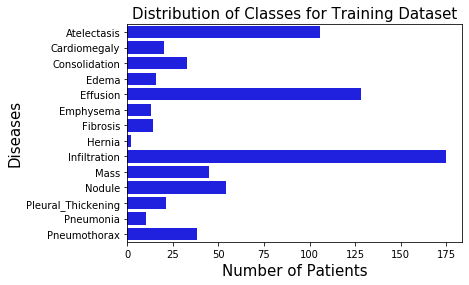 Distribution of Classes for Training Dataset
Diseases
Atelectasis
Cardiomegaly
Consolidation
Edema
Effusion
Emphysema
Fibrosis
Hernia
Infiltration
Mass
Nodule
Pleural_Thickening
Pneumonia
Pneumothorax
0 25 50 75 100 125 150 175
Number of Patients